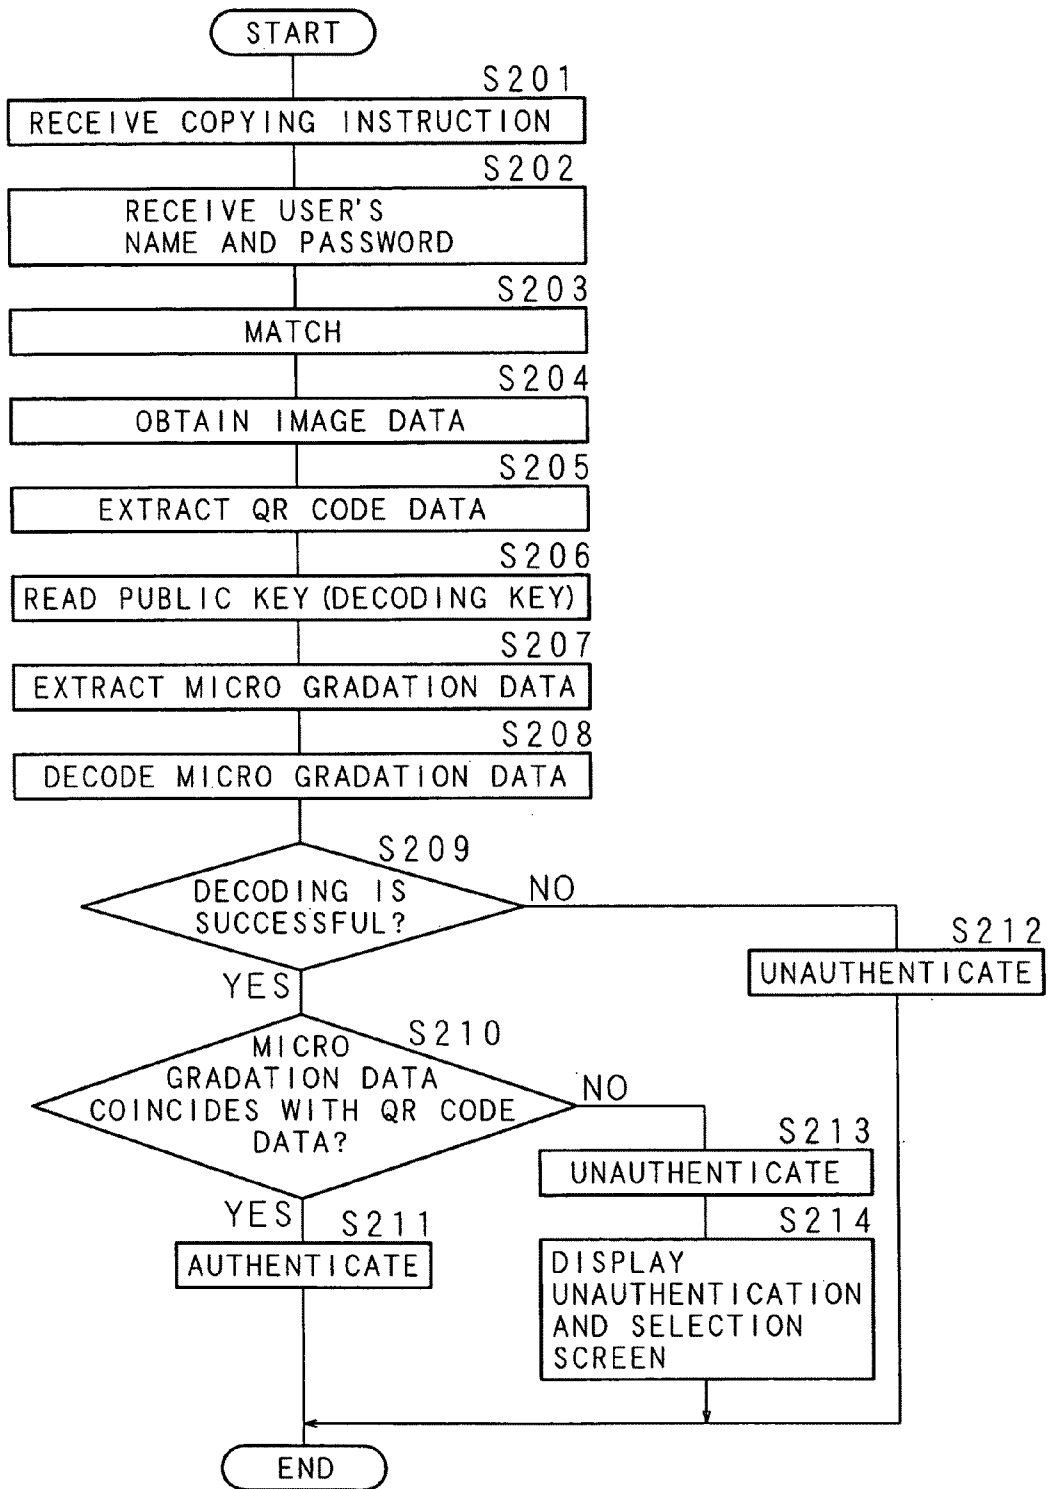 START
S201
RECEIVE COPYING INSTRUCTION
S202
RECEIVE USER'S
NAME AND PASSWORD
S203
MATCH
S204
OBTAIN IMAGE DATA
S205
EXTRACT QR CODE DATA
S206
READ PUBLIC KEY (DECODING KEY)
S207
EXTRACT MICRO GRADATION DATA
S208
DECODE MICRO GRADATION DATA
S209
DECODING IS
SUCCESSFUL?
NO
S212
UNAUTHENTICATE
YES
S210
MICRO
GRADATION DATA
COINCIDES WITH QR CODE
DATA?
NO
S213
UNAUTHENTICATE
YES
S211
AUTHENTICATE
S214
DISPLAY
UNAUTHENTICATION
AND SELECTION
SCREEN
END